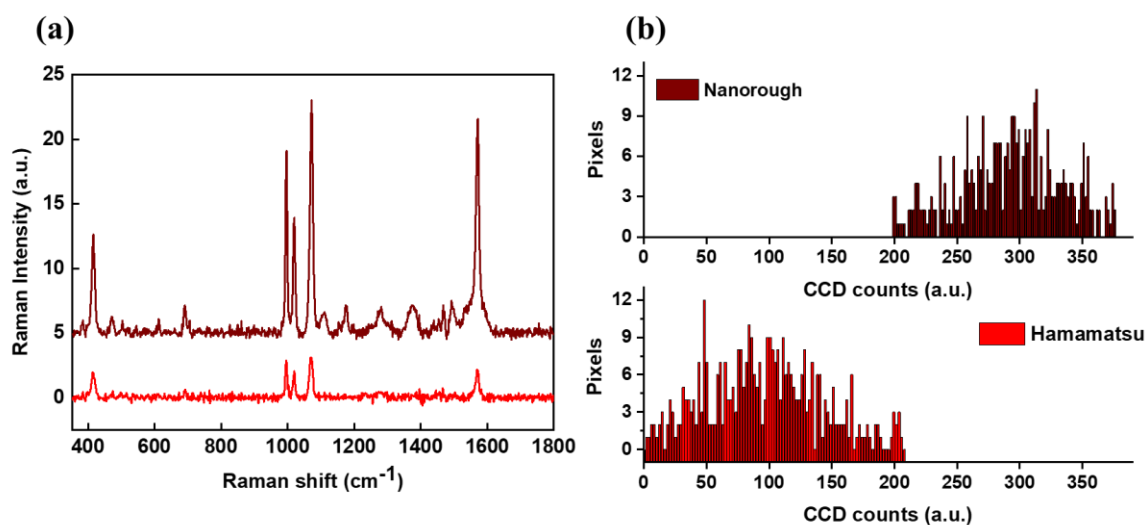 (a)
25
20
15
10
5
0
Raman Intensity (a.u.)
400 600 800 1000 1200 1400 1600 1800
Raman shift (cm-1)
(b)
12
9
6
3
0
Pixels
Nanorough
0 50 100 150 200 250 300 350
CCD counts (a.u.)
12
9
6
3
0
Pixels
Hamamatsu
0 50 100 150 200 250 300 350
CCD counts (a.u.)